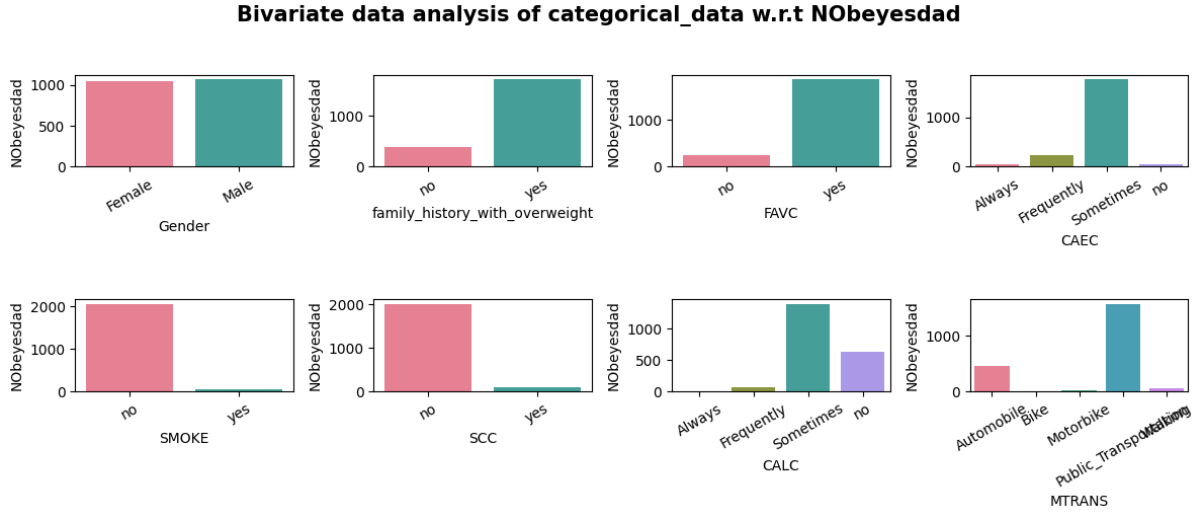 Bivariate data analysis of categorical_data w.r.t NObeyesdad
NObeyesdad
1000
500
0
Female
Male
Gender
NObeyesdad
1000
0
no
yes
family_history_with_overweight
NObeyesdad
1000
0
no
yes
FAVC
NObeyesdad
1000
0
Always
Frequently
Sometimes
no
CAEC
NObeyesdad
2000
1000
0
no
yes
SMOKE
NObeyesdad
2000
1000
0
no
yes
SCC
NObeyesdad
1000
500
0
Always
Frequently
Sometimes
no
CALC
NObeyesdad
1000
0
Automobile
Bike
Motorbike
Public_Transportation
Walking
MTRANS